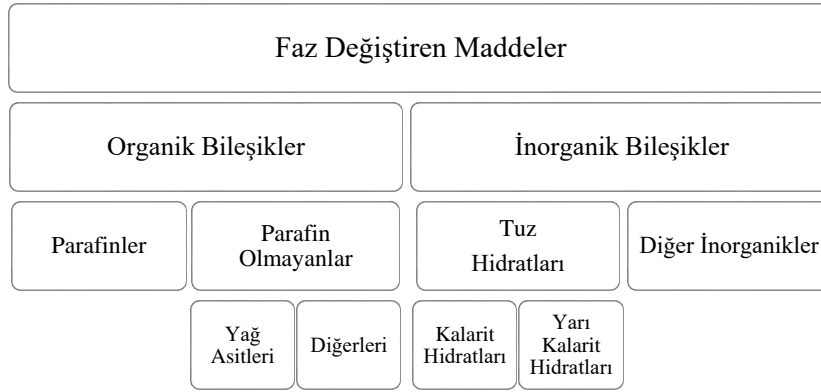 Faz Değiştiren Maddeler
Organik Bileşikler
İnorganik Bileşikler
Parafinler
Parafin
Olmayanlar
Tuz
Hidratları
Diğer İnorganikler
Yağ
Asitleri
Diğerleri
Kalarit
Hidratları
Yarı
Kalarit
Hidratları